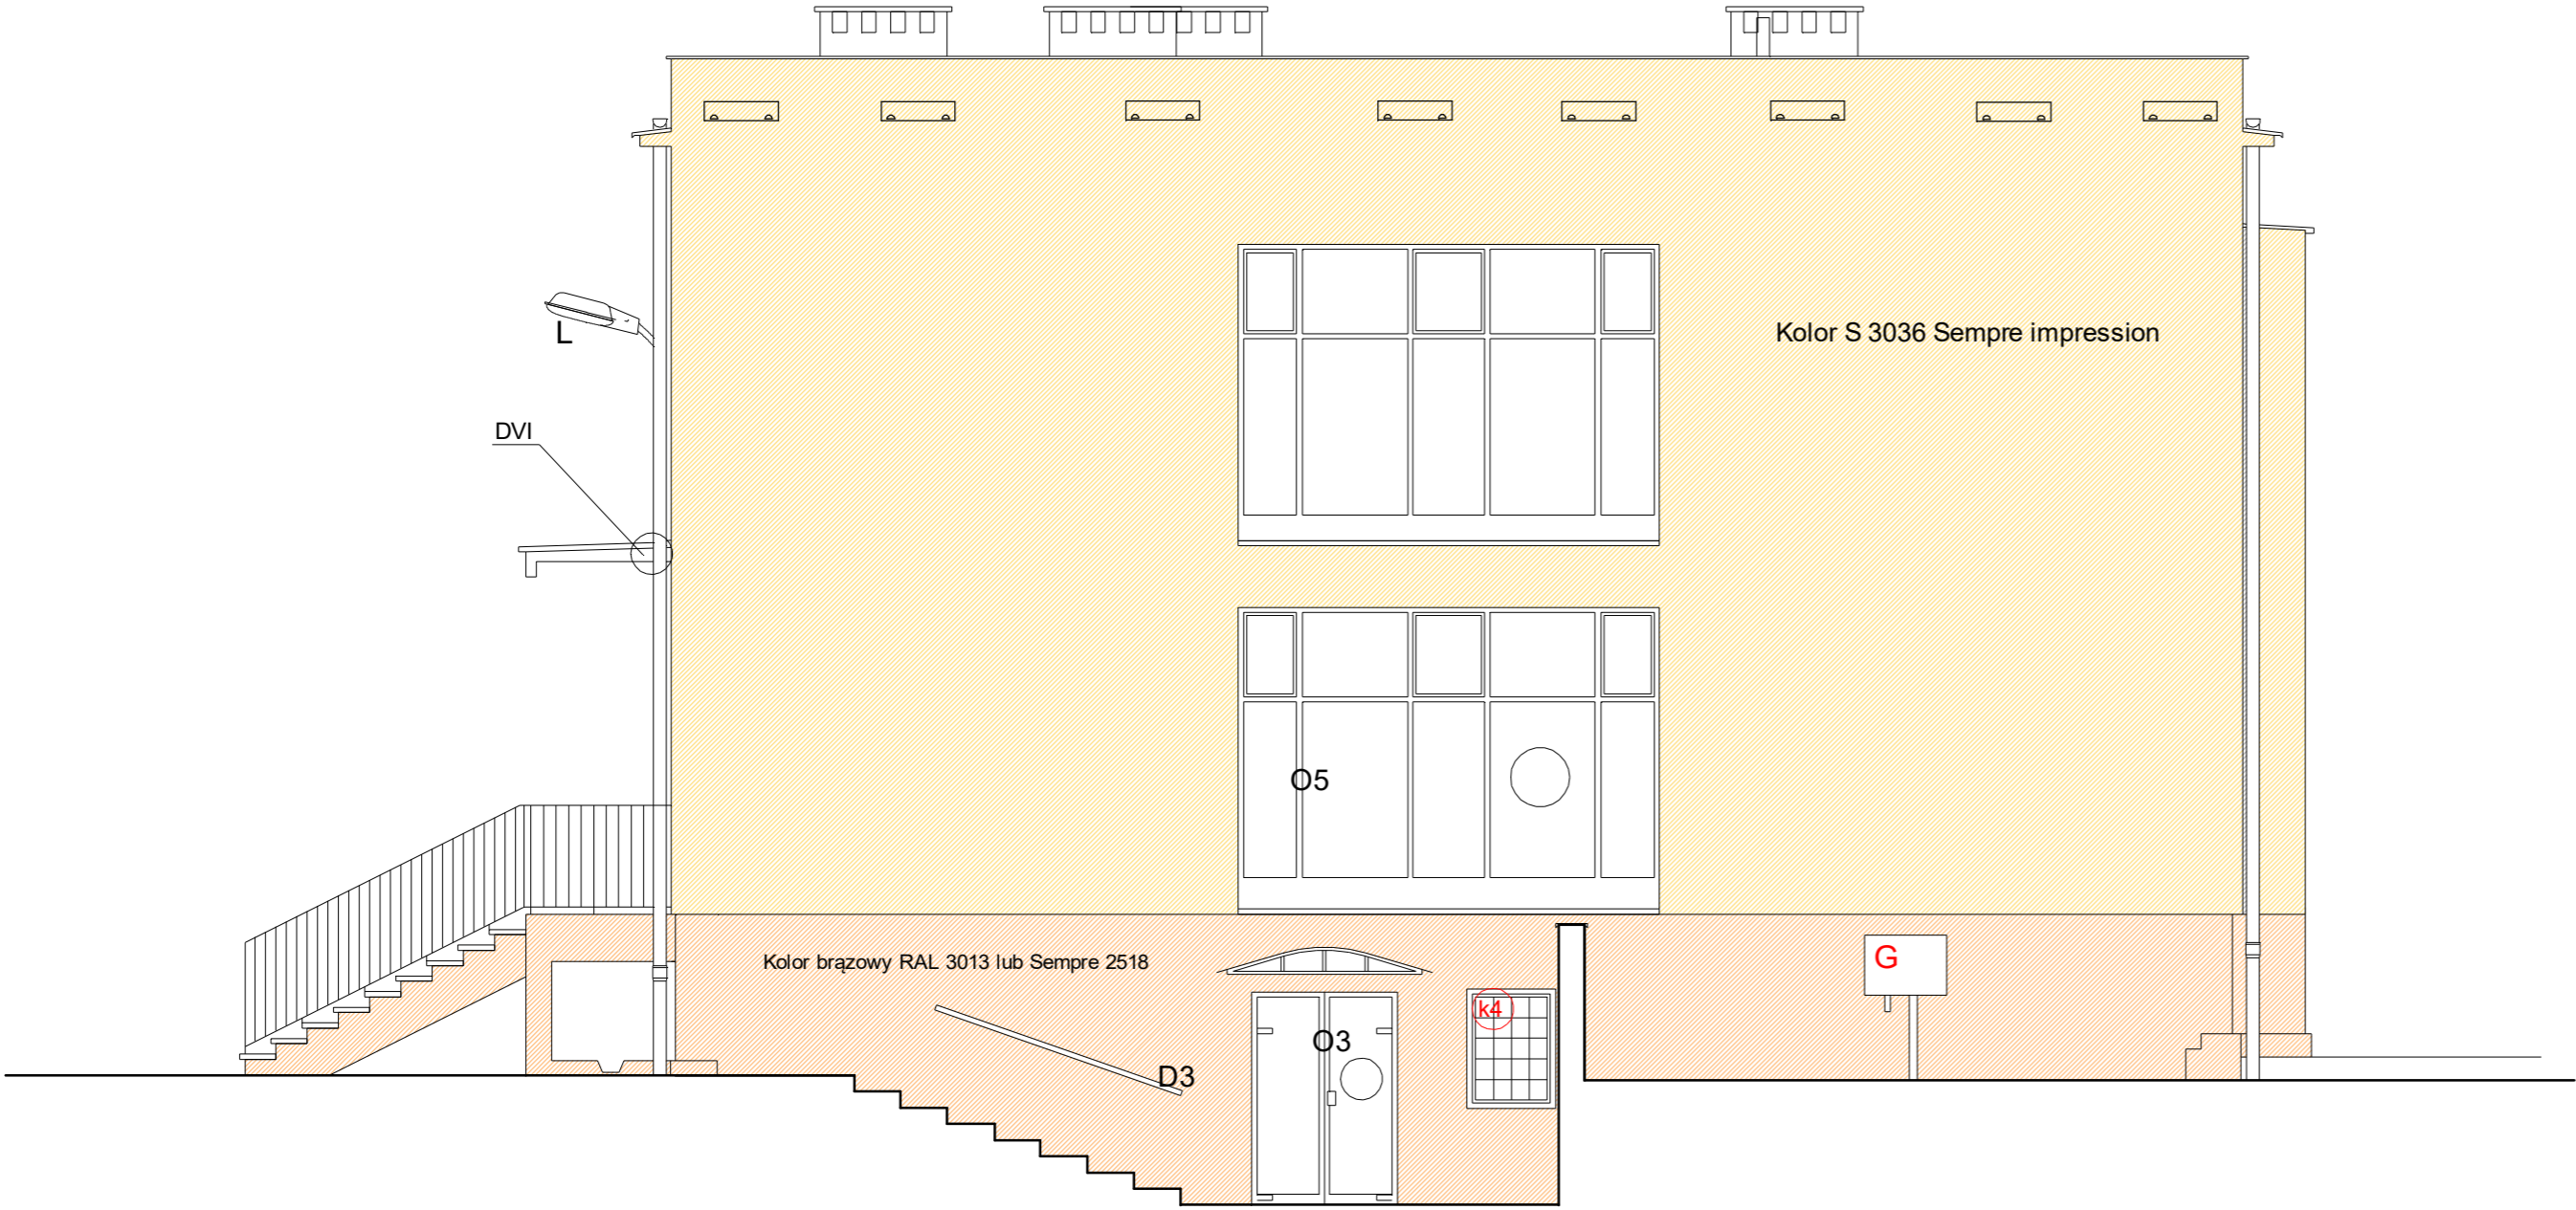 L
Kolor S 3036 Sempre impression
DVI
O5
Kolor brązowy RAL 3013 lub Sempre 2518
G
k4
O3
D3